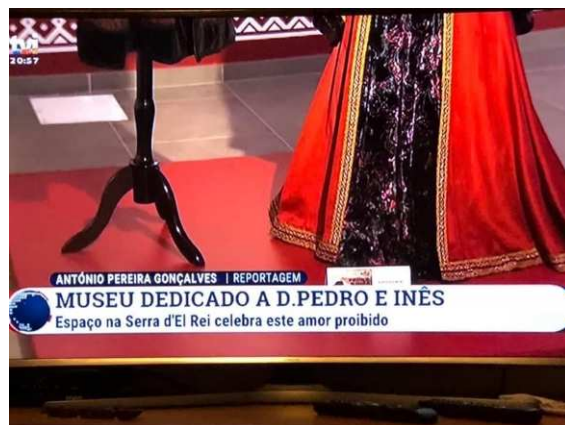 20:57
ANTÓNIO PEREIRA GONÇALVES | REPORTAGEM
MUSEU DEDICADO A D.PEDRO E INÊS
Espaço na Serra d'El Rei celebra este amor proibido